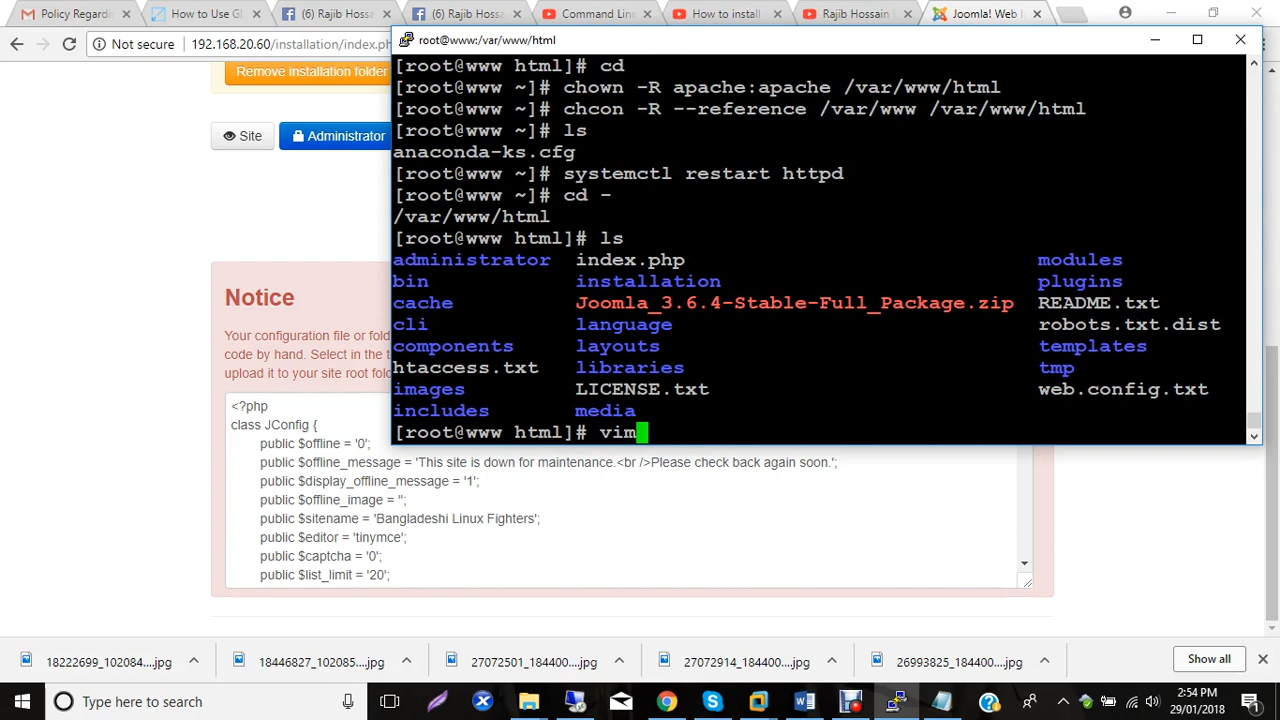 Policy Regardi
How to Use Gl
(6) Rajib Hossa
(6) Rajib Hossa
Command Lin
How to install
Rajib Hossain
Joomla! Web I
Not secure
192.168.20.60/installation/index.ph
root@www:/var/www/html
Remove installation folder
Site
Administrator
[root@www html]# cd
[root@www ~]# chown -R apache:apache /var/www/html
[root@www ~]# chcon -R --reference /var/www /var/www/html
[root@www ~]# ls
anaconda-ks.cfg
[root@www ~]# systemctl restart httpd
[root@www ~]# cd -
/var/www/html
[root@www html]# ls
administrator index.php modules
bin installation plugins
cache Joomla_3.6.4-Stable-Full_Package.zip README.txt
cli language robots.txt.dist
components layouts templates
htaccess.txt libraries tmp
images LICENSE.txt web.config.txt
includes media
[root@www html]# vim
Notice
Your configuration file or fold
code by hand. Select in the t
upload it to your site root fold
<?php
class JConfig {
public $offline = '0';
public $offline_message = 'This site is down for maintenance.<br />Please check back again soon.';
public $display_offline_message = '1';
public $offline_image = '';
public $sitename = 'Bangladeshi Linux Fighters';
public $editor = 'tinymce';
public $captcha = '0';
public $list_limit = '20';
18222699_102084....jpg
18446827_102085....jpg
27072501_184400....jpg
27072914_184400....jpg
26993825_184400....jpg
Show all
Type here to search
2:54 PM
29/01/2018